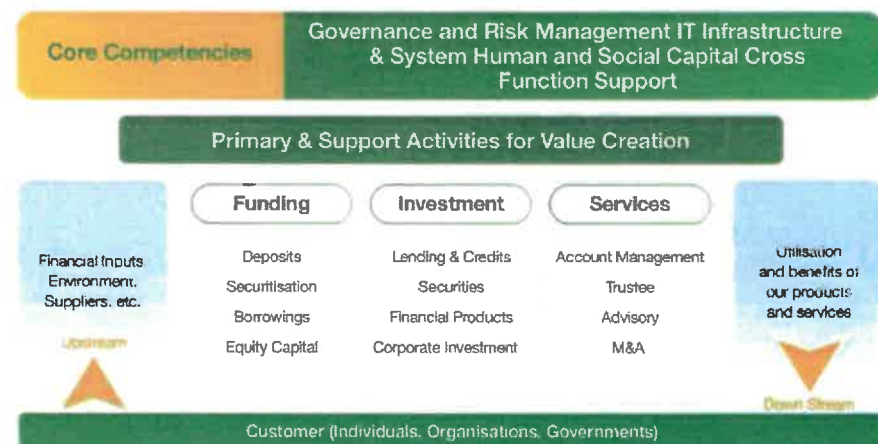 Core Competencies
Governance and Risk Management IT Infrastructure
& System Human and Social Capital Cross
Function Support
Primary & Support Activities for Value Creation
Financial Inputs
Environment,
Suppliers. etc.
Upstream
Funding
Deposits
Securitisation
Borrowings
Equity Capital
Investment
Lending & Credits
Securities
Financial Products
Corporate Investment
Services
Account Management
Trustee
Advisory
M&A
Utilisation
and benefits of
our products
and services
Down Stream
Customer (Individuals, Organisations, Governments)